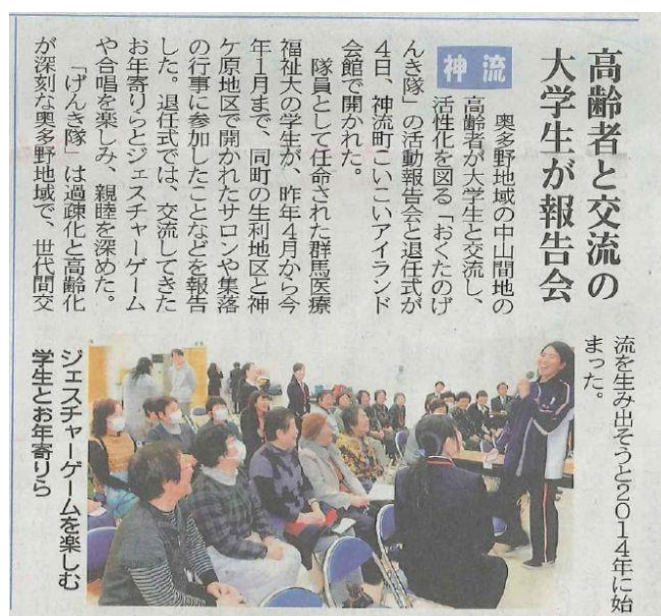 高齢者と交流の
大学生が報告会
神流
奥多野地域の中山間地の
高齢者が大学生と交流し、
活性化を図る「おくたのげ
んき隊」の活動報告会と退任式が
４日、神流町こいこいアイランド
会館で開かれた。
隊員として任命された群馬医療
福祉大の学生が、昨年４月から今
年１月まで、同町の生利地区と神
ケ原地区で開かれたサロンや集落
の行事に参加したことなどを報告
した。退任式では、交流してきた
お年寄りらとジェスチャーゲーム
や合唱を楽しみ、親睦を深めた。
「げんき隊」は過疎化と高齢化
が深刻な奥多野地域で、世代間交
流を生み出そうと２０１４年に始
まった。
ジェスチャーゲームを楽しむ
学生とお年寄りら